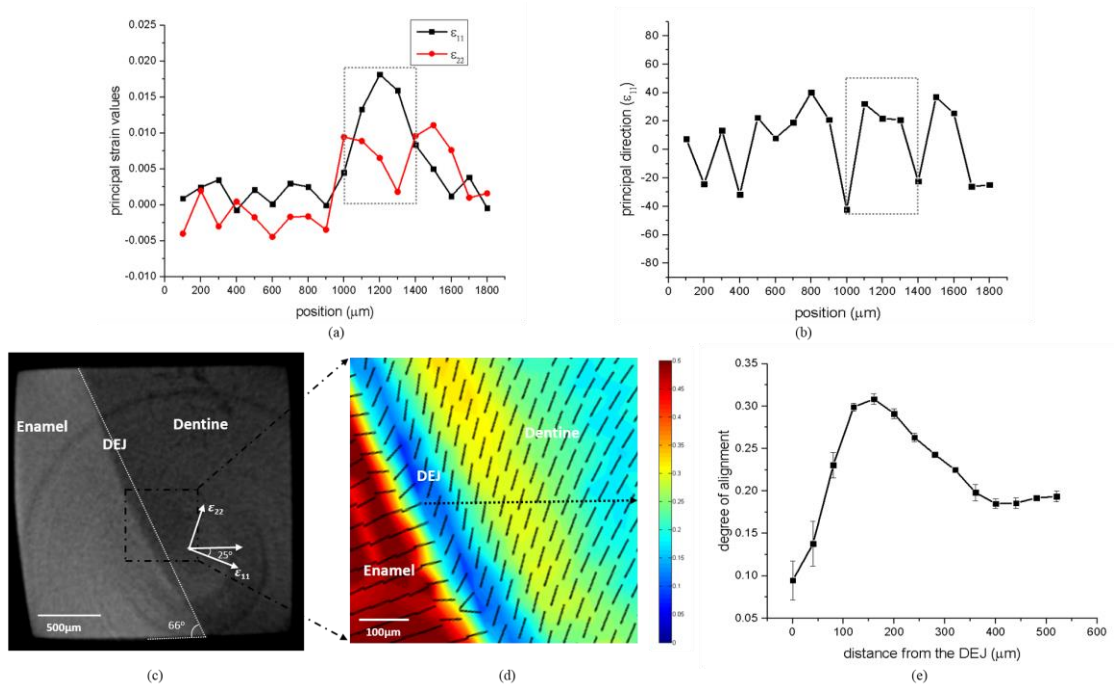 0.025
0.020
0.015
0.010
0.005
0.000
-0.005
-0.010
principal strain values
ε11
ε22
200 400 600 800 1000 1200 1400 1600 1800
position (μm)
(a)
80
60
40
20
0
-20
-40
-60
-80
principal direction (ε11)
0 200 400 600 800 1000 1200 1400 1600 1800
position (μm)
(b)
Enamel
DEJ
Dentine
ε22
25°
ε11
500μm
66°
(c)
Dentine
DEJ
Enamel
100μm
0.5
0.45
0.4
0.35
0.3
0.25
0.2
0.15
0.1
0.05
0
(d)
0.35
0.30
0.25
0.20
0.15
0.10
0.05
degree of alignment
0 100 200 300 400 500 600
distance from the DEJ (μm)
(e)